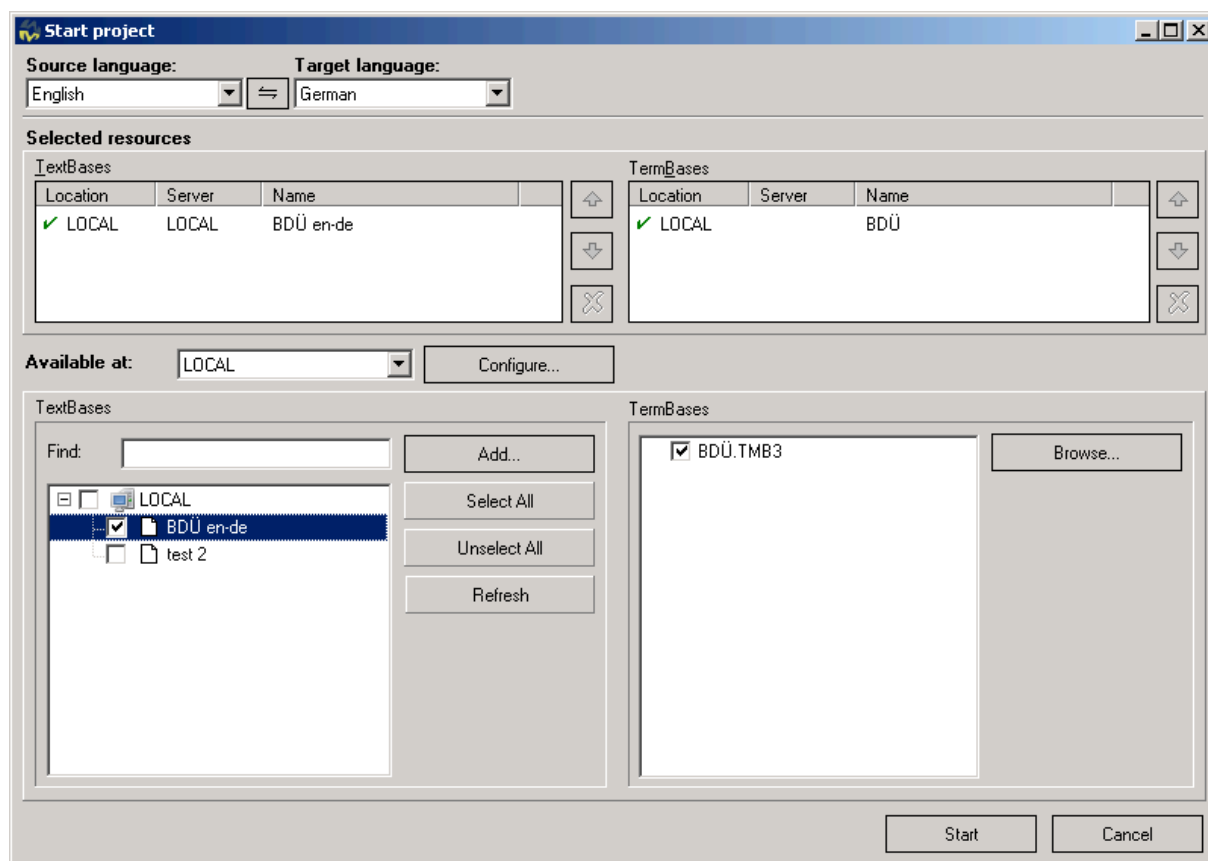 Start project
Source language: Target language:
English German
Selected resources
TextBases TermBases
Location Server Name Location Server Name
LOCAL LOCAL BDÜ en-de LOCAL BDÜ
Available at: LOCAL Configure...
TextBases TermBases
Find: Add... BDÜ.TMB3 Browse...
LOCAL Select All
BDÜ en-de
test 2 Unselect All
Refresh
Start Cancel